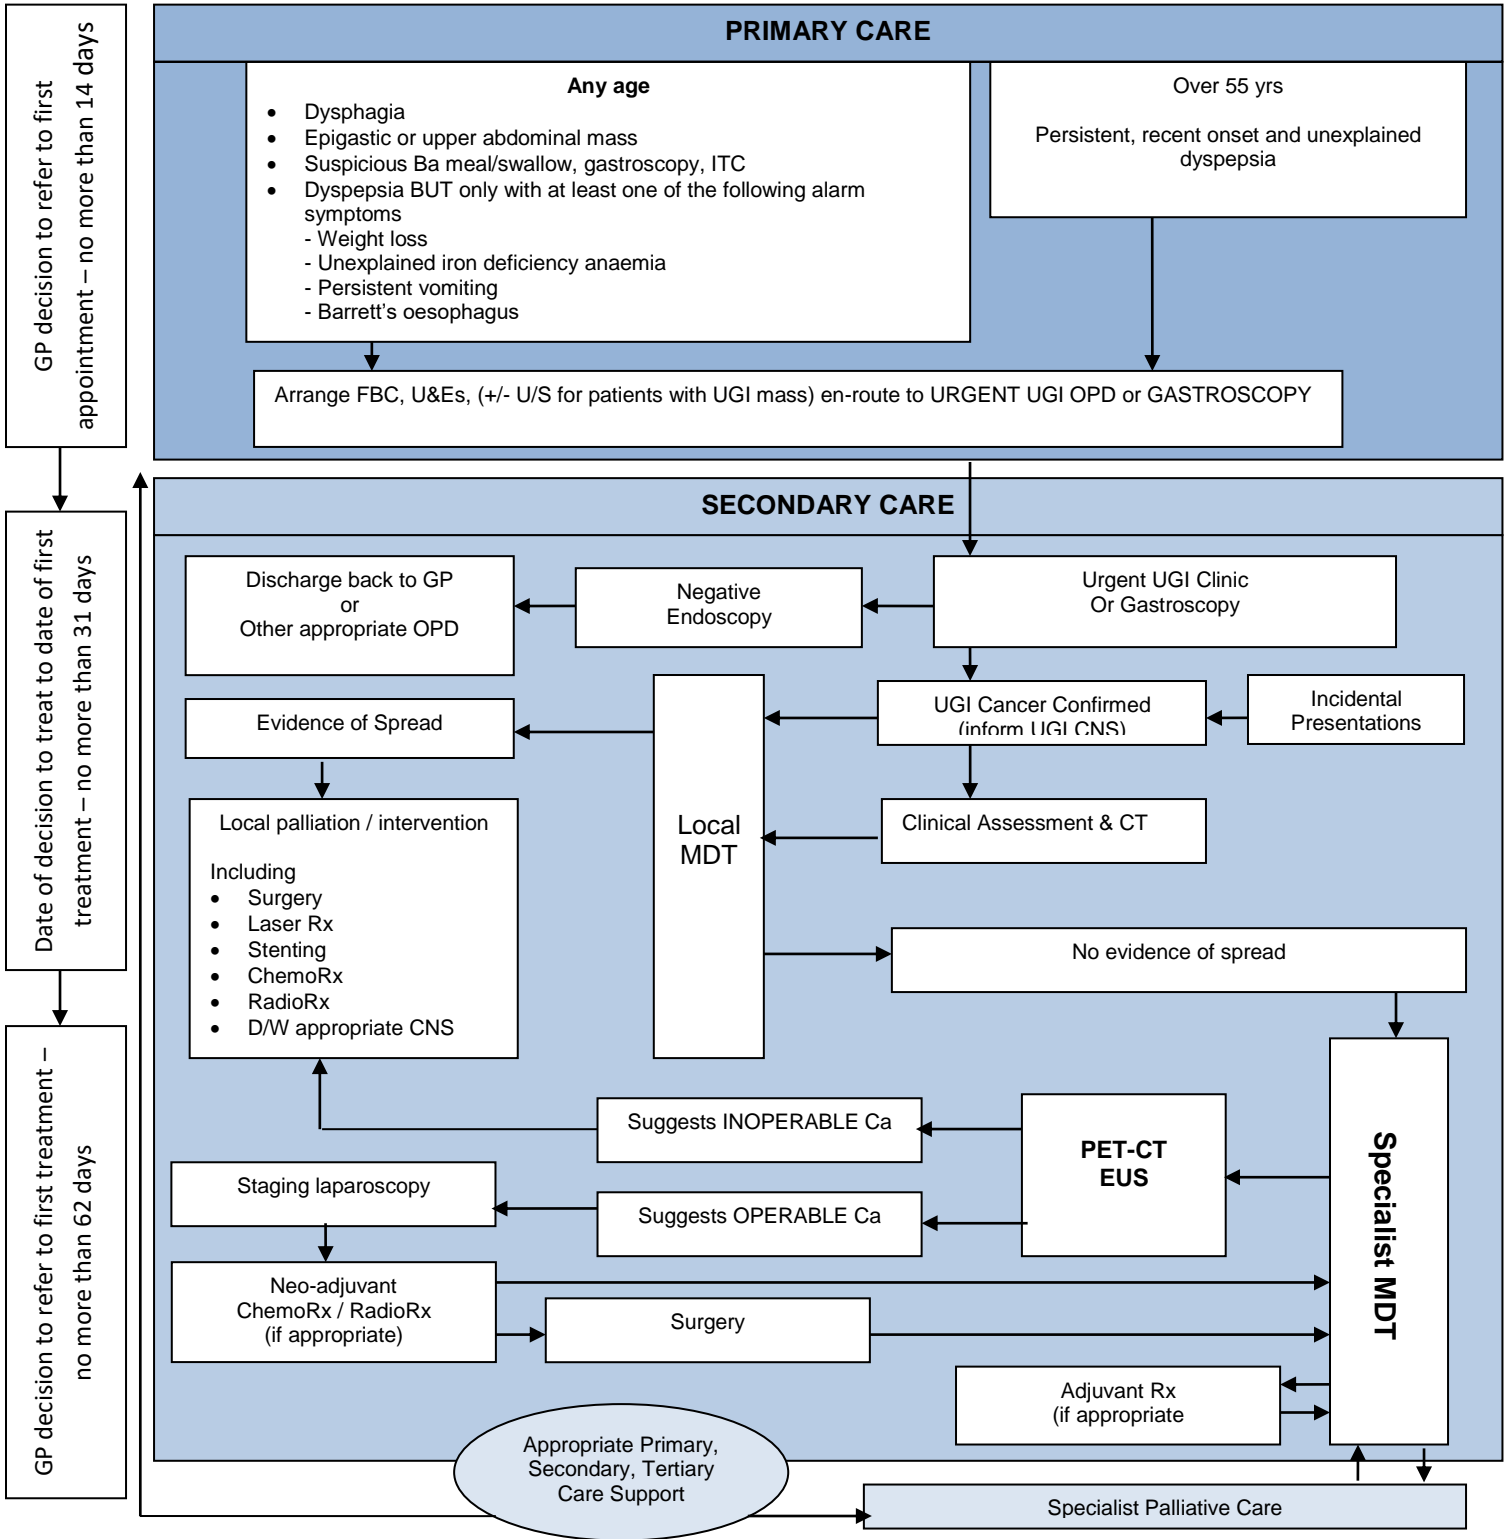 GP decision to refer to first
appointment – no more than 14 days
Date of decision to treat to date of first
treatment – no more than 31 days
GP decision to refer to first treatment –
no more than 62 days
PRIMARY CARE
Any age
• Dysphagia
• Epigastic or upper abdominal mass
• Suspicious Ba meal/swallow, gastroscopy, ITC
• Dyspepsia BUT only with at least one of the following alarm
symptoms
- Weight loss
- Unexplained iron deficiency anaemia
- Persistent vomiting
- Barrett’s oesophagus
Over 55 yrs
Persistent, recent onset and unexplained
dyspepsia
Arrange FBC, U&Es, (+/- U/S for patients with UGI mass) en-route to URGENT UGI OPD or GASTROSCOPY
SECONDARY CARE
Discharge back to GP
or
Other appropriate OPD
Negative
Endoscopy
Urgent UGI Clinic
Or Gastroscopy
Evidence of Spread
UGI Cancer Confirmed
(inform UGI CNS)
Incidental
Presentations
Local palliation / intervention
Including
• Surgery
• Laser Rx
• Stenting
• ChemoRx
• RadioRx
• D/W appropriate CNS
Local
MDT
Clinical Assessment & CT
No evidence of spread
Suggests INOPERABLE Ca
PET-CT
EUS
Specialist MDT
Staging laparoscopy
Suggests OPERABLE Ca
Neo-adjuvant
ChemoRx / RadioRx
(if appropriate)
Surgery
Adjuvant Rx
(if appropriate
Appropriate Primary,
Secondary, Tertiary
Care Support
Specialist Palliative Care